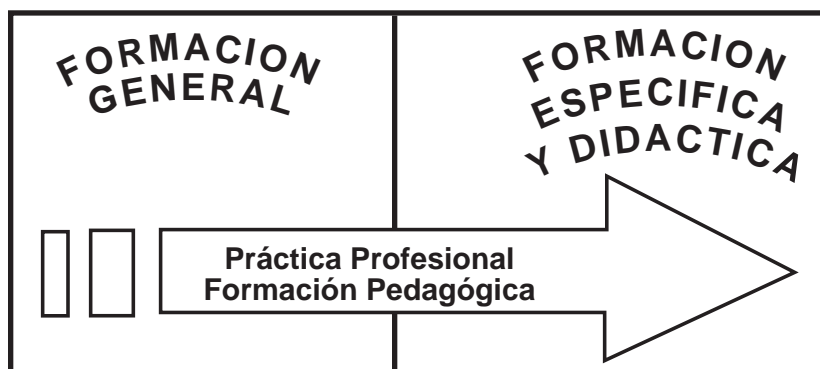 FORMACION
GENERAL
FORMACION
ESPECIFICA
Y DIDACTICA
Práctica Profesional
Formación Pedagógica